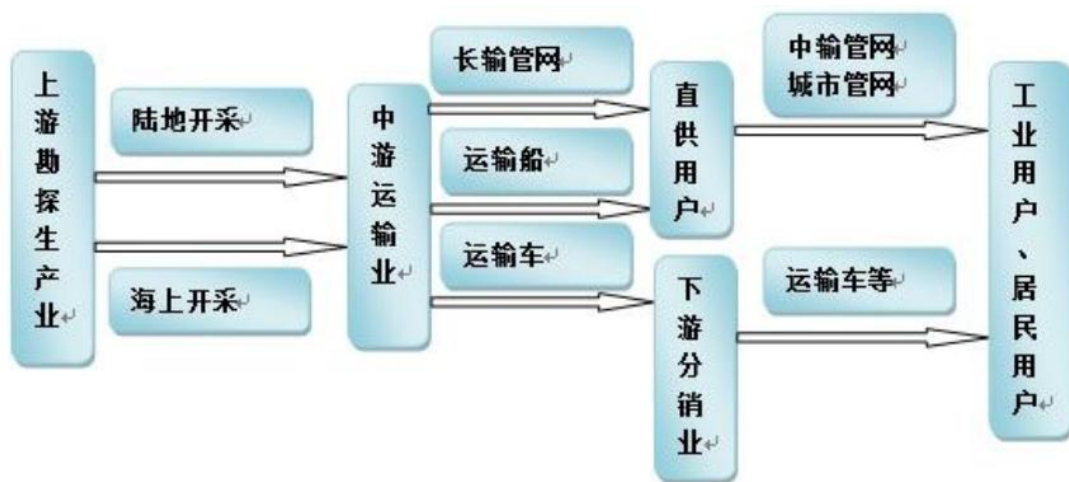 上游勘探生产业
陆地开采
海上开采
中游运输业
长输管网
运输船
运输车
直供用户
下游分销业
中输管网
城市管网
运输车等
工业用户、居民用户